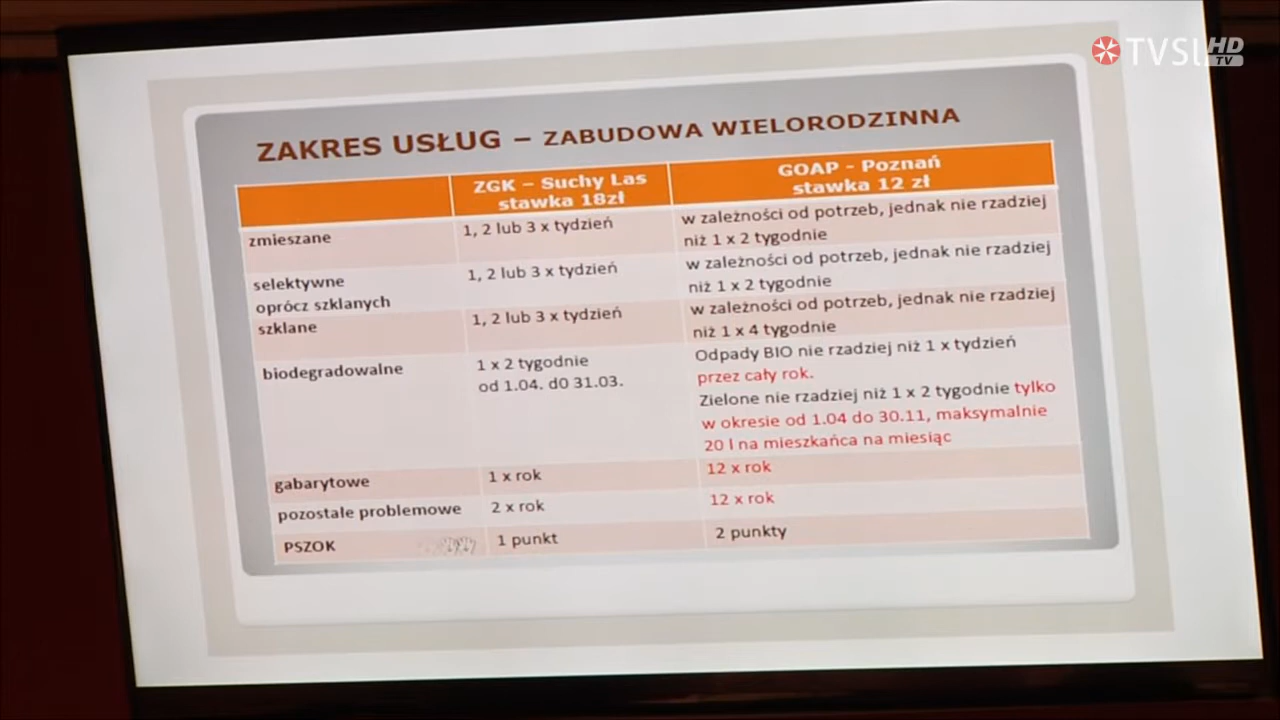 TVSL HD TV
ZAKRES USŁUG – ZABUDOWA WIELORODZINNA
ZGK – Suchy Las
stawka 18zł
GOAP - Poznań
stawka 12 zł
zmieszane
1, 2 lub 3 x tydzień
w zależności od potrzeb, jednak nie rzadziej
niż 1 x 2 tygodnie
selektywne
oprócz szklanych
1, 2 lub 3 x tydzień
w zależności od potrzeb, jednak nie rzadziej
niż 1 x 2 tygodnie
szklane
1, 2 lub 3 x tydzień
w zależności od potrzeb, jednak nie rzadziej
niż 1 x 4 tygodnie
biodegradowalne
1 x 2 tygodnie
od 1.04. d0 31.03.
Odpady BIO nie rzadziej niż 1 x tydzień
przez cały rok.
Zielone nie rzadziej niż 1 x 2 tygodnie tylko
w okresie od 1.04 do 30.11, maksymalnie
20 l na mieszkańca na miesiąc
gabarytowe
1 x rok
12 x rok
pozostałe problemowe
2 x rok
12 x rok
PSZOK
1 punkt
2 punkty